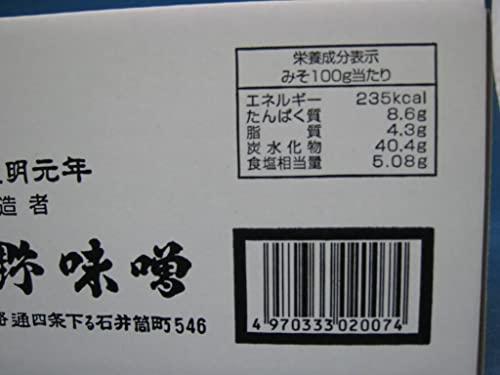 栄養成分表示
みそ100g当たり
エネルギー 235kcal
たんぱく質 8.6g
脂質 4.3g
炭水化物 40.4g
食塩相当量 5.08g
明元年
造者
野味噌
通四条下る石井筒町546
4 970333 020074